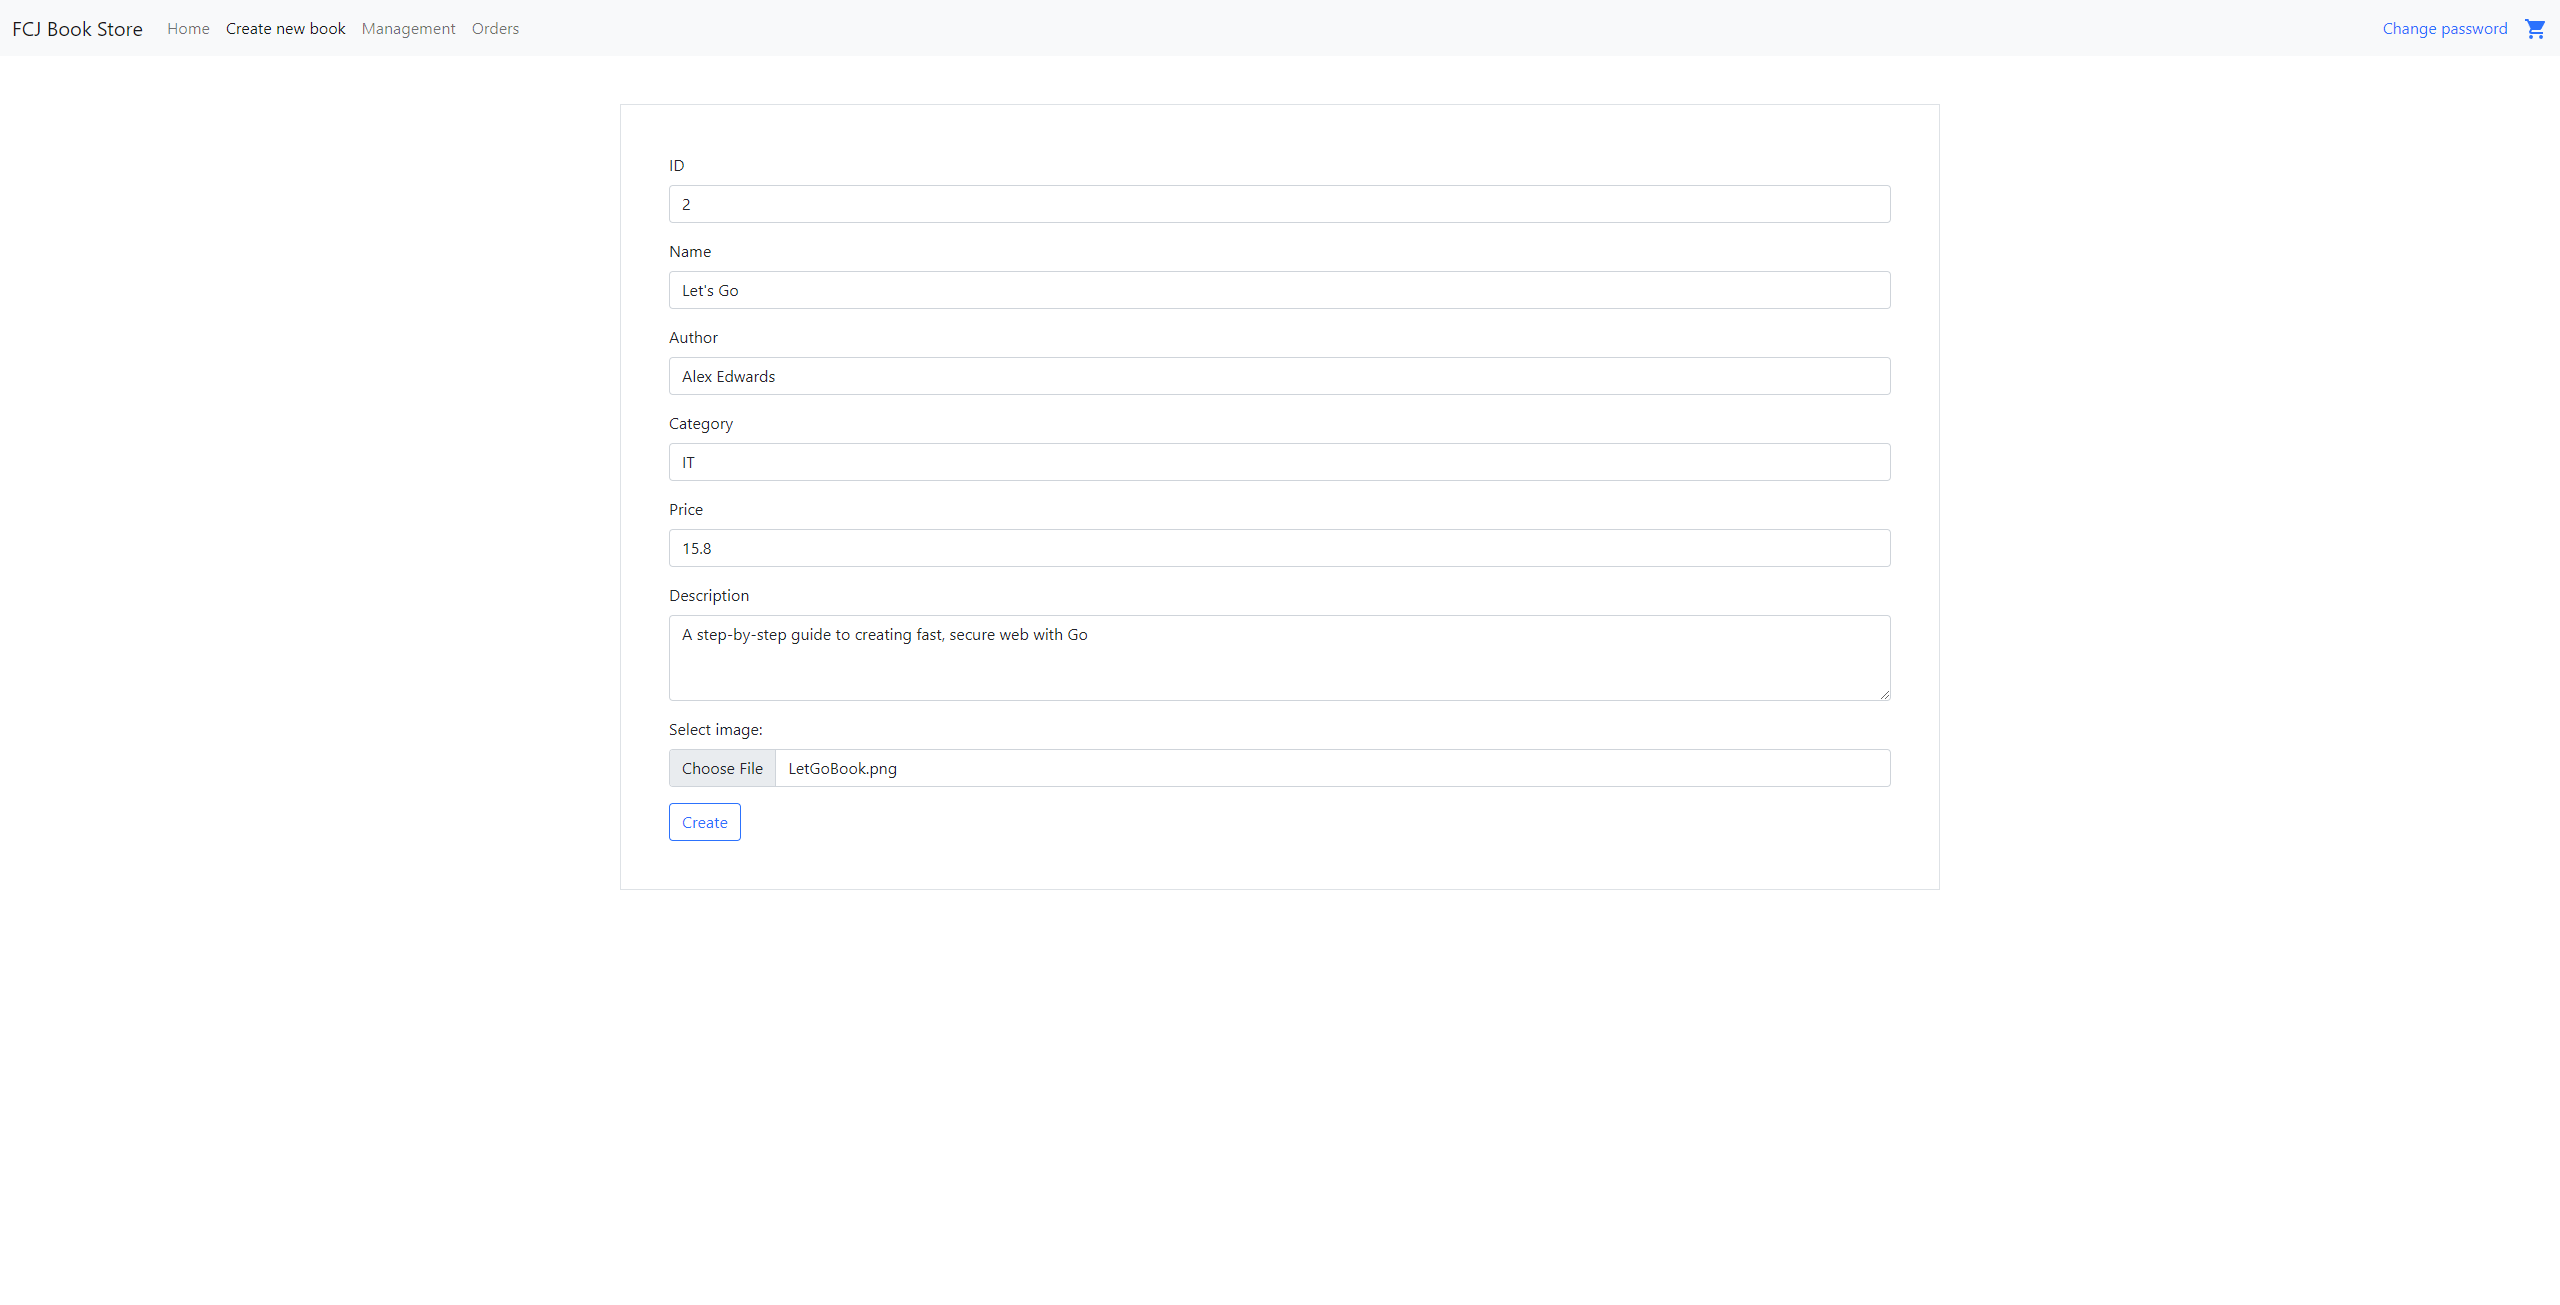 FCJ Book Store Home Create new book Management Orders Change password
ID
2
Name
Let's Go
Author
Alex Edwards
Category
IT
Price
15.8
Description
A step-by-step guide to creating fast, secure web with Go
Select image:
Choose File LetGoBook.png
Create